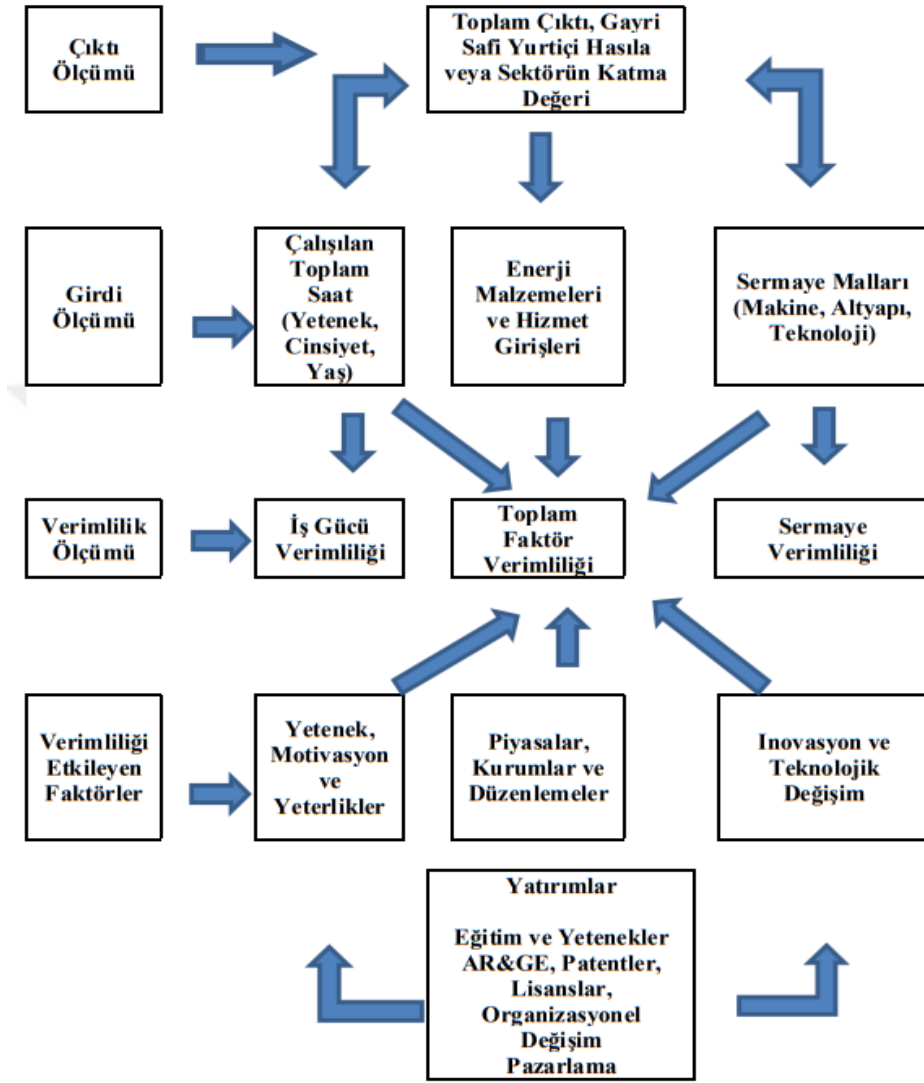 Çıktı
Ölçümü
Toplam Çıktı, Gayri
Safi Yurtiçi Hasıla
veya Sektörün Katma
Değeri
Girdi
Ölçümü
Çalışılan
Toplam
Saat
(Yetenek,
Cinsiyet,
Yaş)
Enerji
Malzemeleri
ve Hizmet
Girişleri
Sermaye Malları
(Makine, Altyapı,
Teknoloji)
Verimlilik
Ölçümü
İş Gücü
Verimliliği
Toplam
Faktör
Verimliliği
Sermaye
Verimliliği
Verimliliği
Etkileyen
Faktörler
Yetenek,
Motivasyon
ve
Yeterlikler
Piyasalar,
Kurumlar ve
Düzenlemeler
Inovasyon ve
Teknolojik
Değişim
Yatırımlar
Eğitim ve Yetenekler
AR&GE, Patentler,
Lisanslar,
Organizasyonel
Değişim
Pazarlama